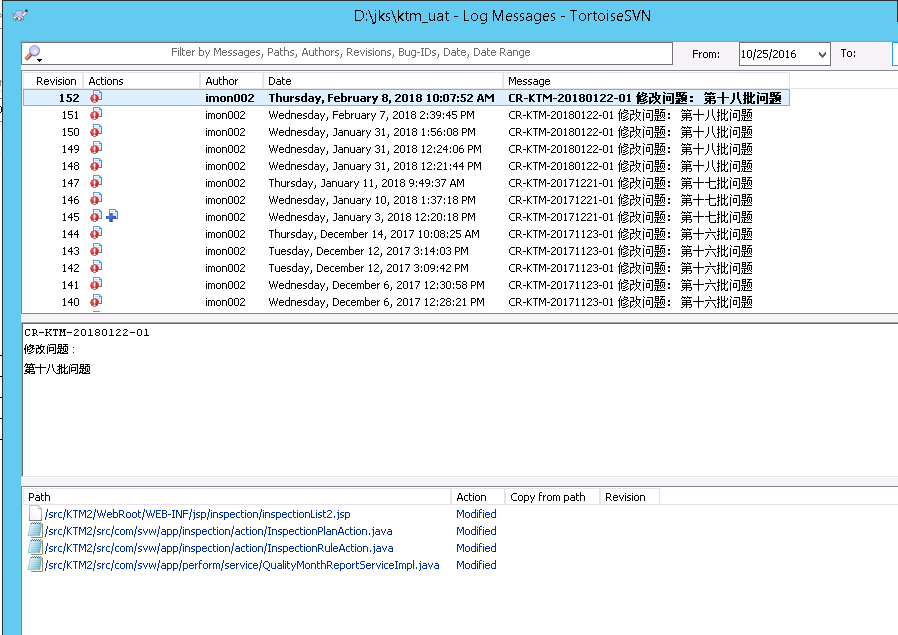 D:\jks\ktm_uat - Log Messages - TortoiseSVN
Filter by Messages, Paths, Authors, Revisions, Bug-IDs, Date, Date Range From: 10/25/2016 To:
Revision Actions Author Date Message
152 imon002 Thursday, February 8, 2018 10:07:52 AM CR-KTM-20180122-01 修改问题： 第十八批问题
151 imon002 Wednesday, February 7, 2018 2:39:45 PM CR-KTM-20180122-01 修改问题： 第十八批问题
150 imon002 Wednesday, January 31, 2018 1:56:08 PM CR-KTM-20180122-01 修改问题： 第十八批问题
149 imon002 Wednesday, January 31, 2018 12:24:06 PM CR-KTM-20180122-01 修改问题： 第十八批问题
148 imon002 Wednesday, January 31, 2018 12:21:44 PM CR-KTM-20180122-01 修改问题： 第十八批问题
147 imon002 Thursday, January 11, 2018 9:49:37 AM CR-KTM-20171221-01 修改问题： 第十七批问题
146 imon002 Wednesday, January 10, 2018 1:37:18 PM CR-KTM-20171221-01 修改问题： 第十七批问题
145 imon002 Wednesday, January 3, 2018 12:20:18 PM CR-KTM-20171221-01 修改问题： 第十七批问题
144 imon002 Thursday, December 14, 2017 10:08:25 AM CR-KTM-20171123-01 修改问题： 第十六批问题
143 imon002 Tuesday, December 12, 2017 3:14:03 PM CR-KTM-20171123-01 修改问题： 第十六批问题
142 imon002 Tuesday, December 12, 2017 3:09:42 PM CR-KTM-20171123-01 修改问题： 第十六批问题
141 imon002 Wednesday, December 6, 2017 12:30:58 PM CR-KTM-20171123-01 修改问题： 第十六批问题
140 imon002 Wednesday, December 6, 2017 12:28:21 PM CR-KTM-20171123-01 修改问题： 第十六批问题
CR-KTM-20180122-01
修改问题：
第十八批问题
Path Action Copy from path Revision
/src/KTM2/WebRoot/WEB-INF/jsp/inspection/inspectionList2.jsp Modified
/src/KTM2/src/com/svw/app/inspection/action/InspectionPlanAction.java Modified
/src/KTM2/src/com/svw/app/inspection/action/InspectionRuleAction.java Modified
/src/KTM2/src/com/svw/app/perform/service/QualityMonthReportServiceImpl.java Modified